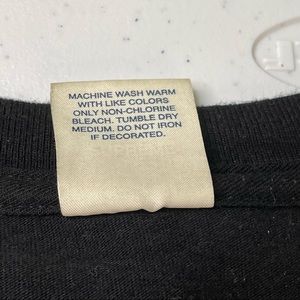 MACHINE WASH WARM
WITH LIKE COLORS
ONLY NON-CHLORINE
BLEACH. TUMBLE DRY
MEDIUM. DO NOT IRON
IF DECORATED.